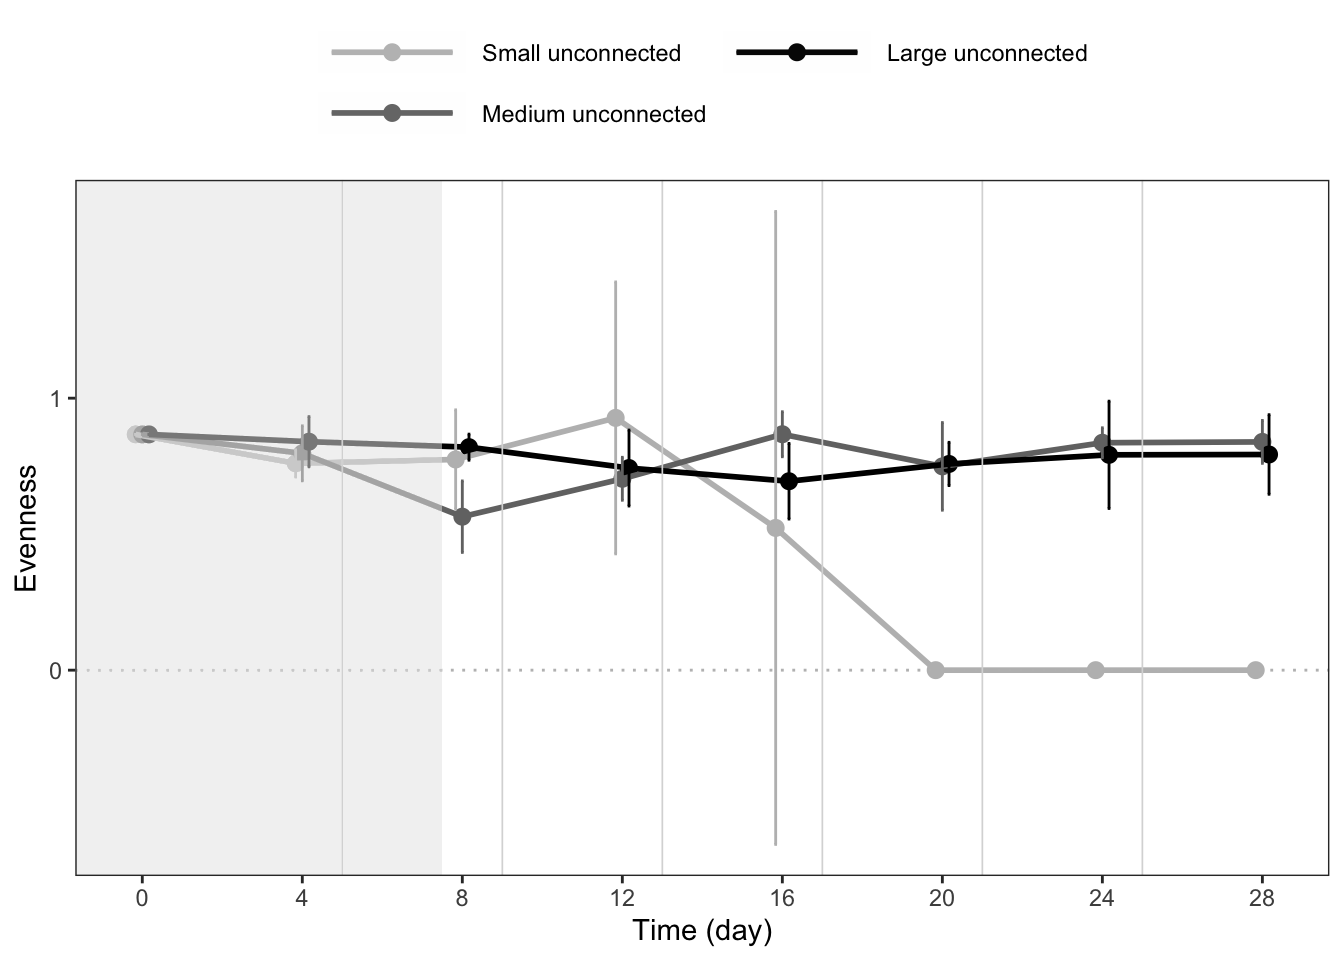 Small unconnected
Large unconnected
Medium unconnected
1
0
Evenness
0 4 8 12 16 20 24 28
Time (day)